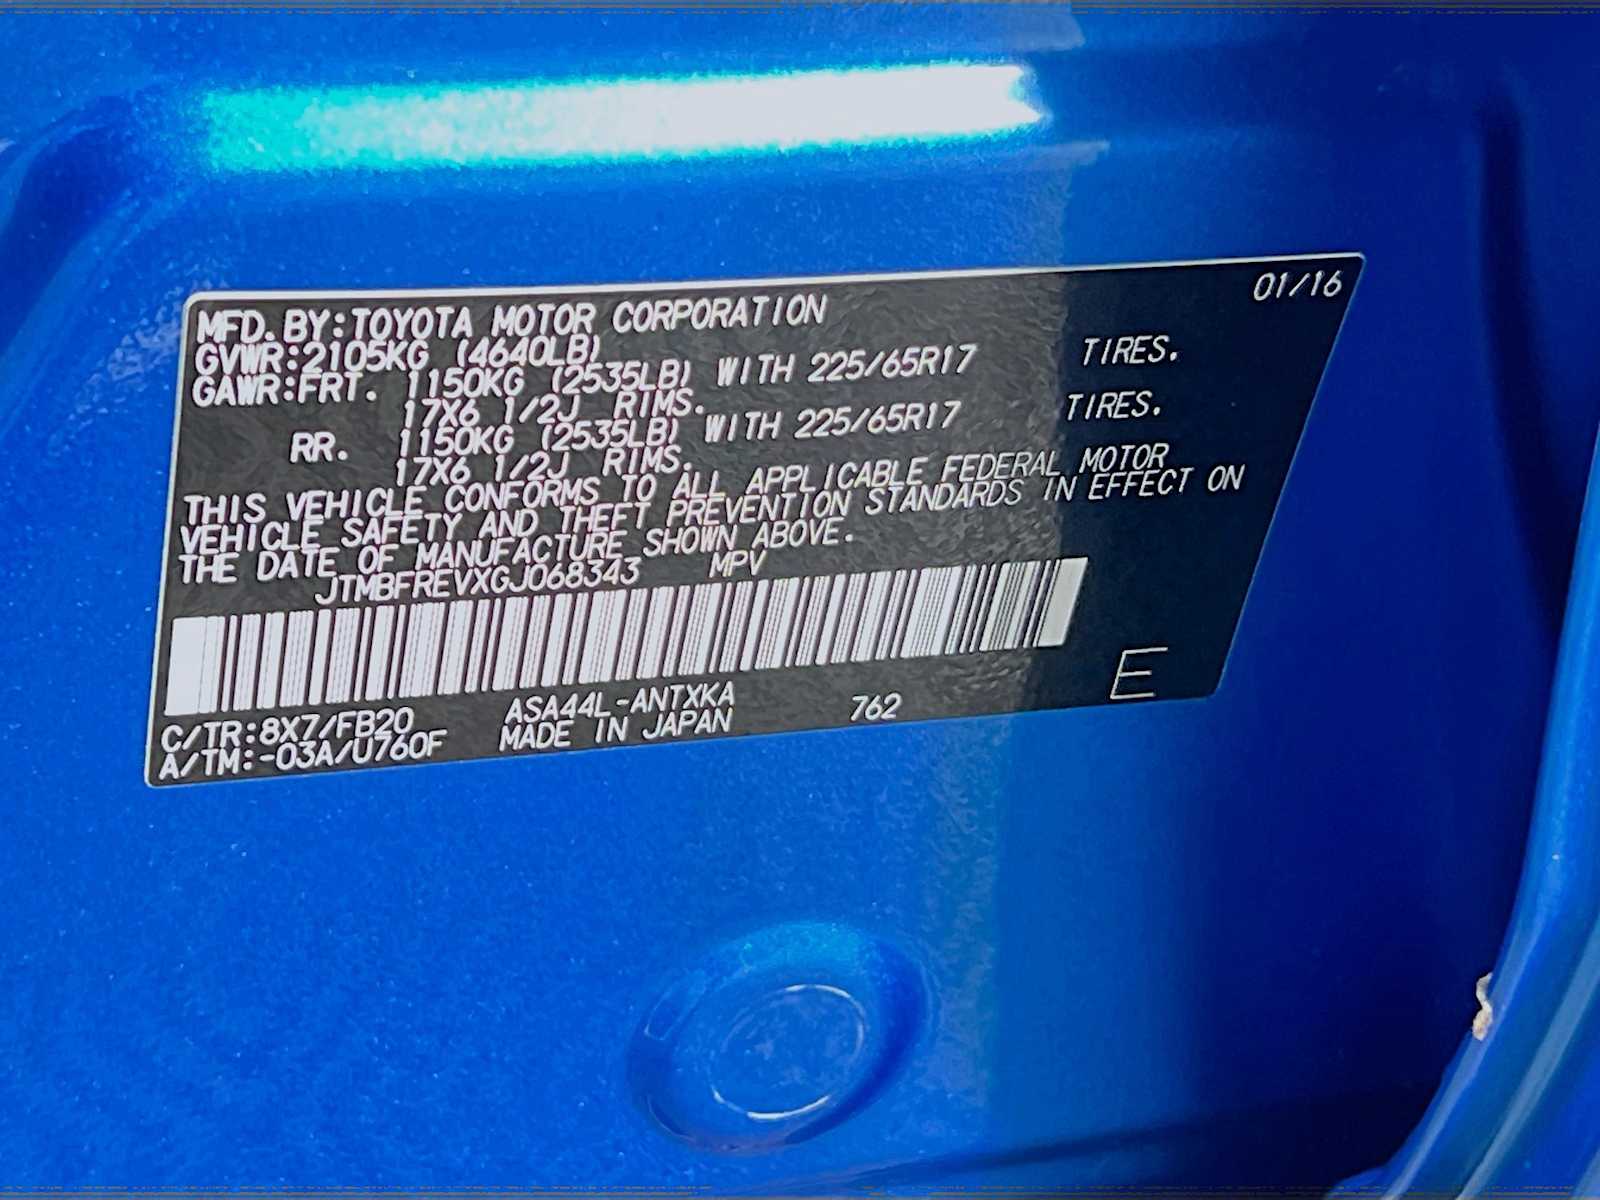 01/16
MFD. BY: TOYOTA MOTOR CORPORATION
GVWR: 2105KG (4640LB)
GAWR: FRT. 1150KG (2535LB) WITH 225/65R17 TIRES.
17X6 1/2J RIMS.
RR. 1150KG (2535LB) WITH 225/65R17 TIRES.
17X6 1/2J RIMS.
THIS VEHICLE CONFORMS TO ALL APPLICABLE FEDERAL MOTOR
VEHICLE SAFETY AND THEFT PREVENTION STANDARDS IN EFFECT ON
THE DATE OF MANUFACTURE SHOWN ABOVE.
JTMBFREVXGJ068343 MPV
C/TR:8X7/FB20 ASA44L-ANTXKA 762 E
A/TM:-03A/U760F MADE IN JAPAN